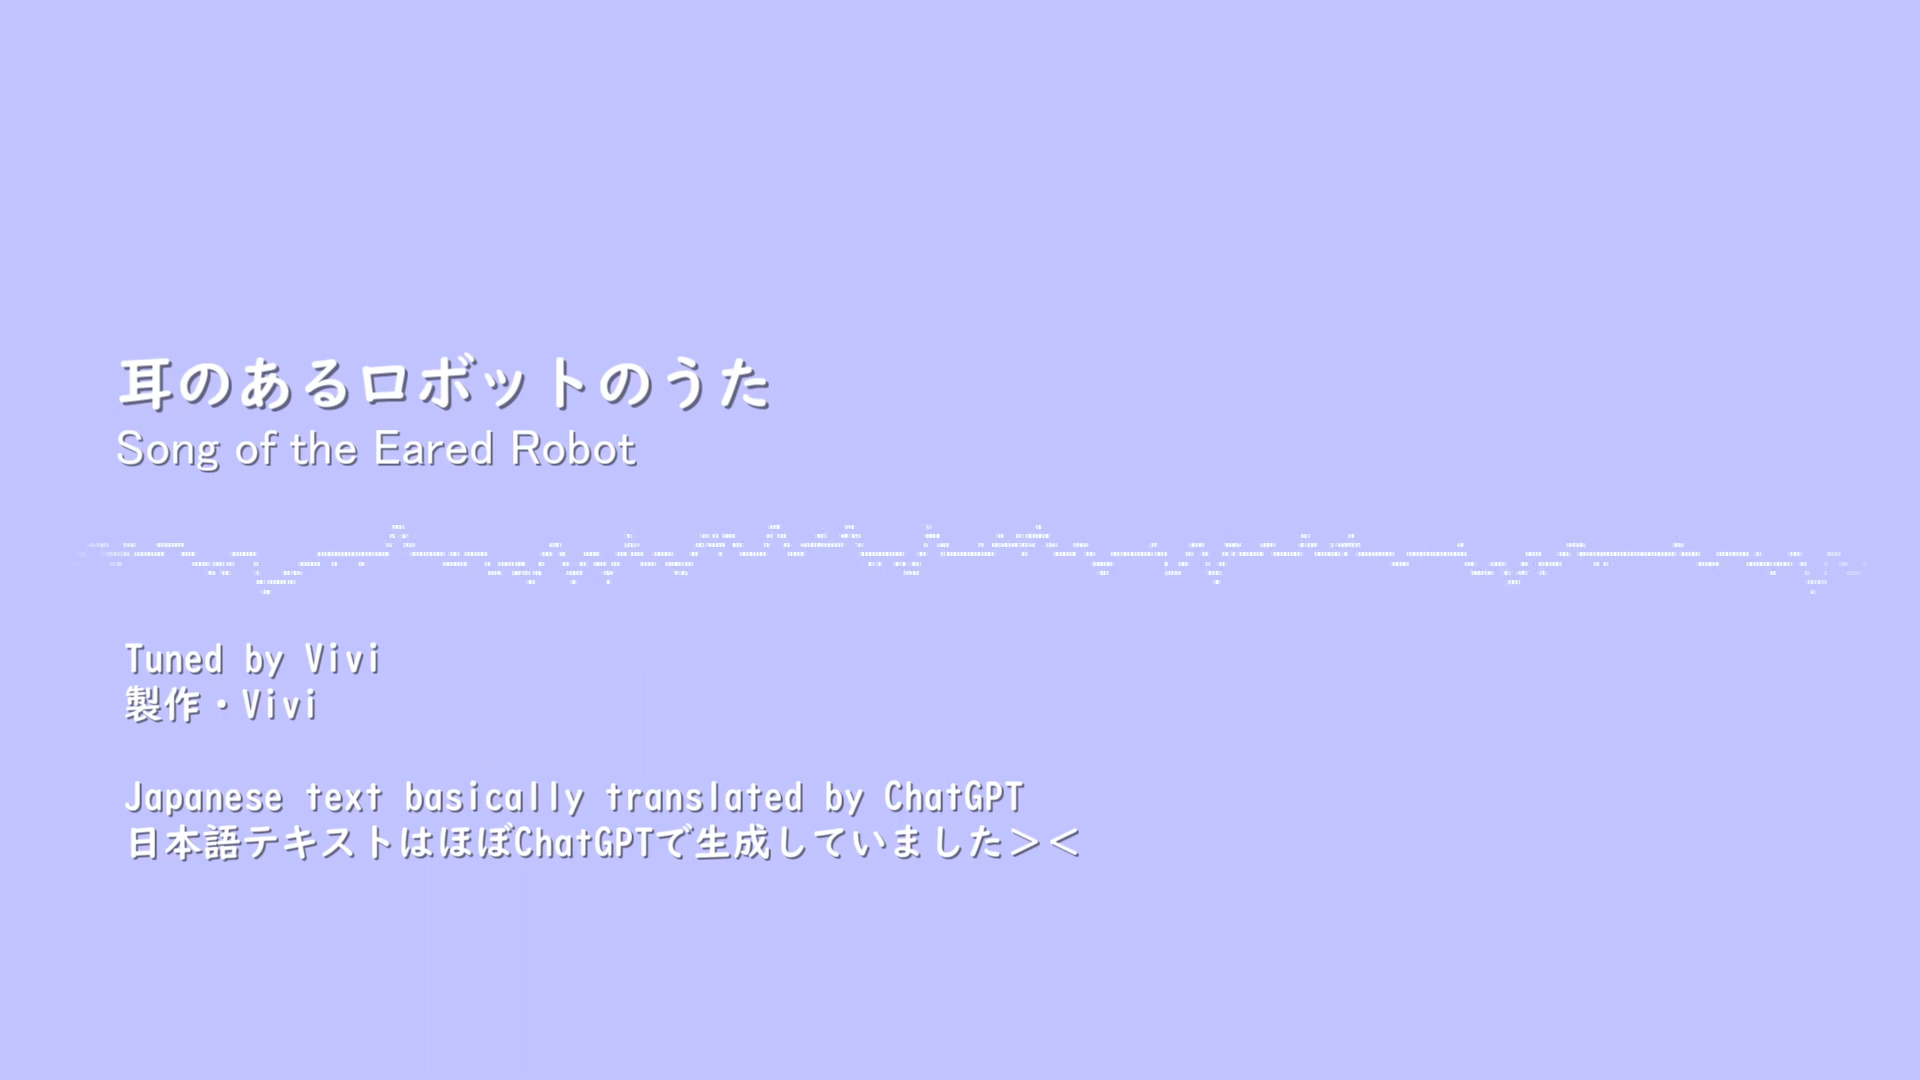 耳のあるロボットのうた
Song of the Eared Robot
Tuned by Vivi
製作・Vivi
Japanese text basically translated by ChatGPT
日本語テキストはほぼChatGPTで生成していました＞＜